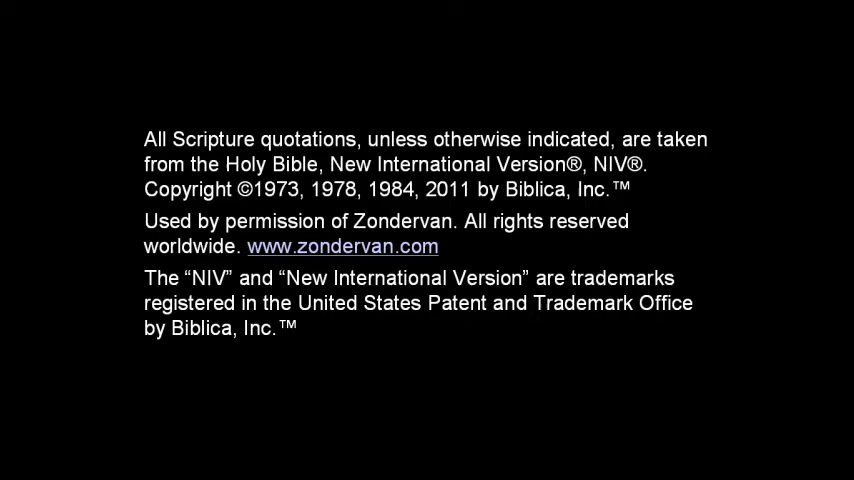 All Scripture quotations, unless otherwise indicated, are taken
from the Holy Bible, New International Version®, NIV®.
Copyright ©1973, 1978, 1984, 2011 by Biblica, Inc.™
Used by permission of Zondervan. All rights reserved
worldwide. www.zondervan.com
The “NIV” and “New International Version” are trademarks
registered in the United States Patent and Trademark Office
by Biblica, Inc.™